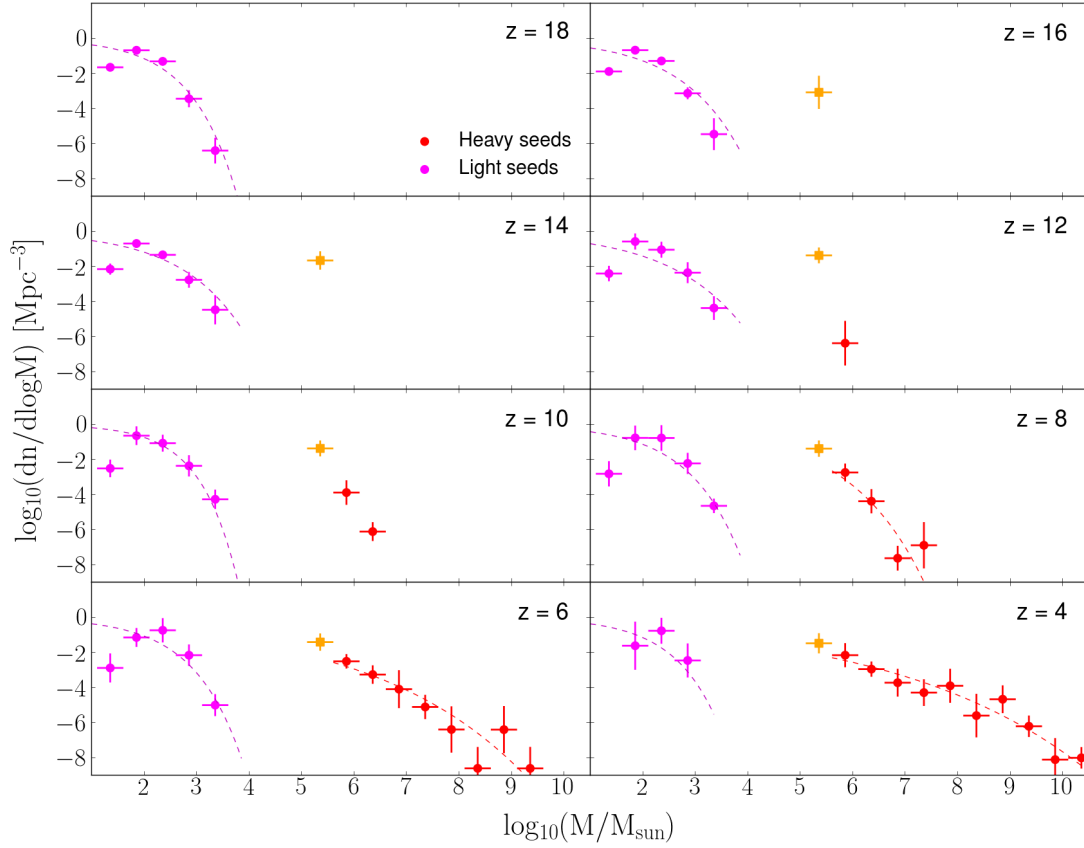 0 −2 −4 −6 −8 z = 18 Heavy seeds Light seeds z = 16
0 −2 −4 −6 −8 z = 14 z = 12
0 −2 −4 −6 −8 z = 10 z = 8
0 −2 −4 −6 −8 z = 6 z = 4
log₁₀(dn/dlogM) [Mpc⁻³]
2 3 4 5 6 7 8 9 10 2 3 4 5 6 7 8 9 10
log₁₀(M/Mₛᵤₙ)